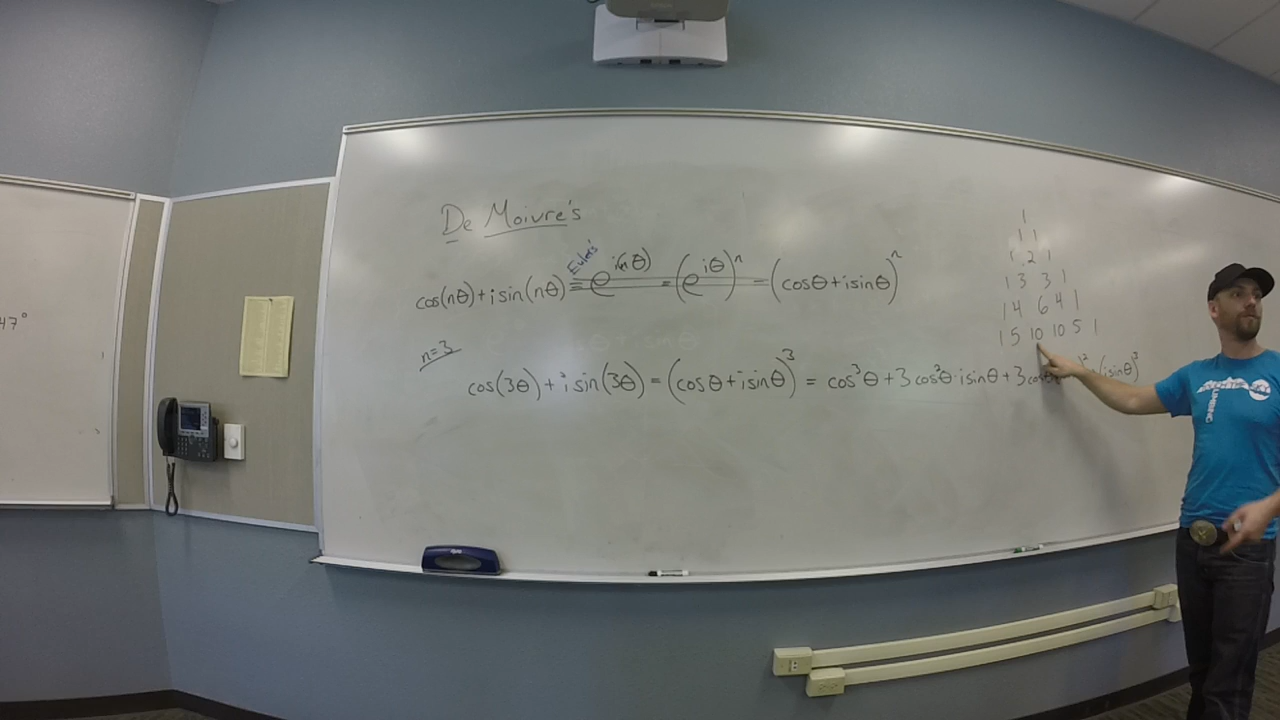 De Moivre's
Euler's
cos(nθ)+isin(nθ) = e^{i(nθ)} = (e^{iθ})^n = (cosθ+isinθ)^n
n=3
cos(3θ)+isin(3θ) = (cosθ+isinθ)^3 = cos^3θ+3cos^2θ·isinθ+3cos
(isinθ)^3
1
1 1
1 2 1
1 3 3 1
1 4 6 4 1
1 5 10 10 5 1
47°